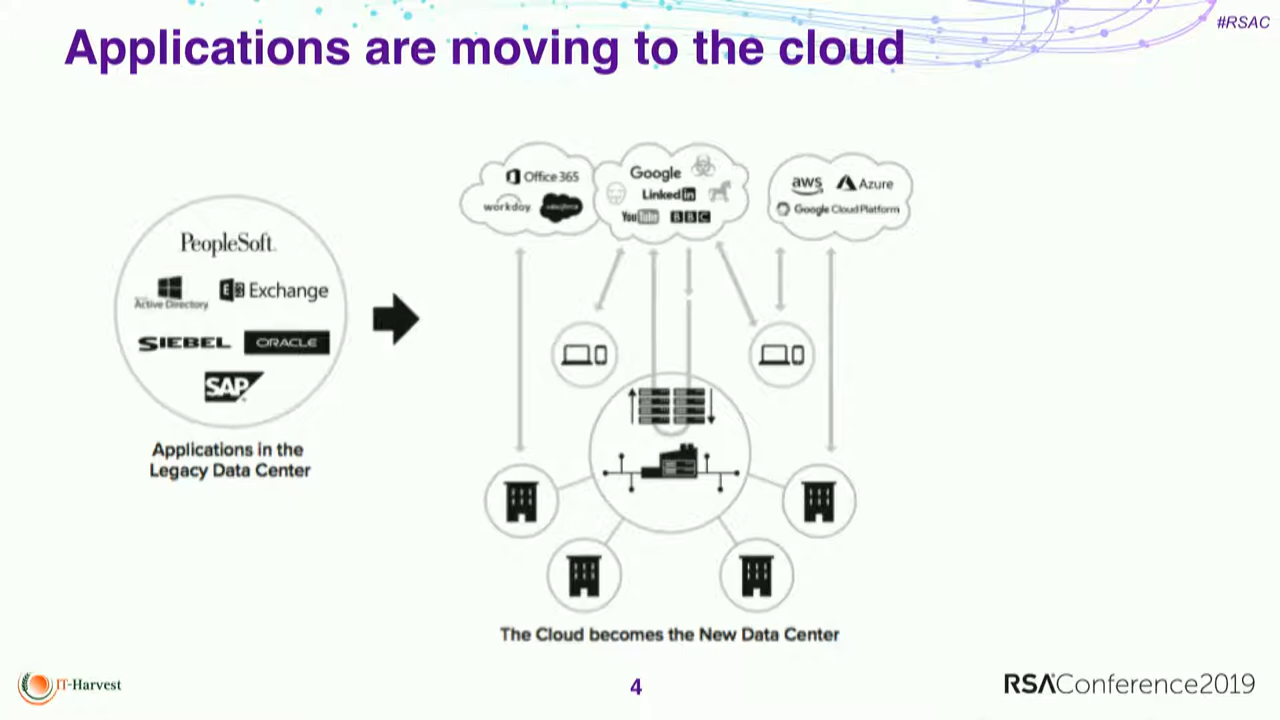 #RSAC
Applications are moving to the cloud
PeopleSoft.
Active Directory
Exchange
SIEBEL
ORACLE
SAP
Applications in the
Legacy Data Center
Office 365
workday
salesforce
Google
LinkedIn
YouTube
BBC
aws
Azure
Google Cloud Platform
The Cloud becomes the New Data Center
IT-Harvest
4
RSAConference2019